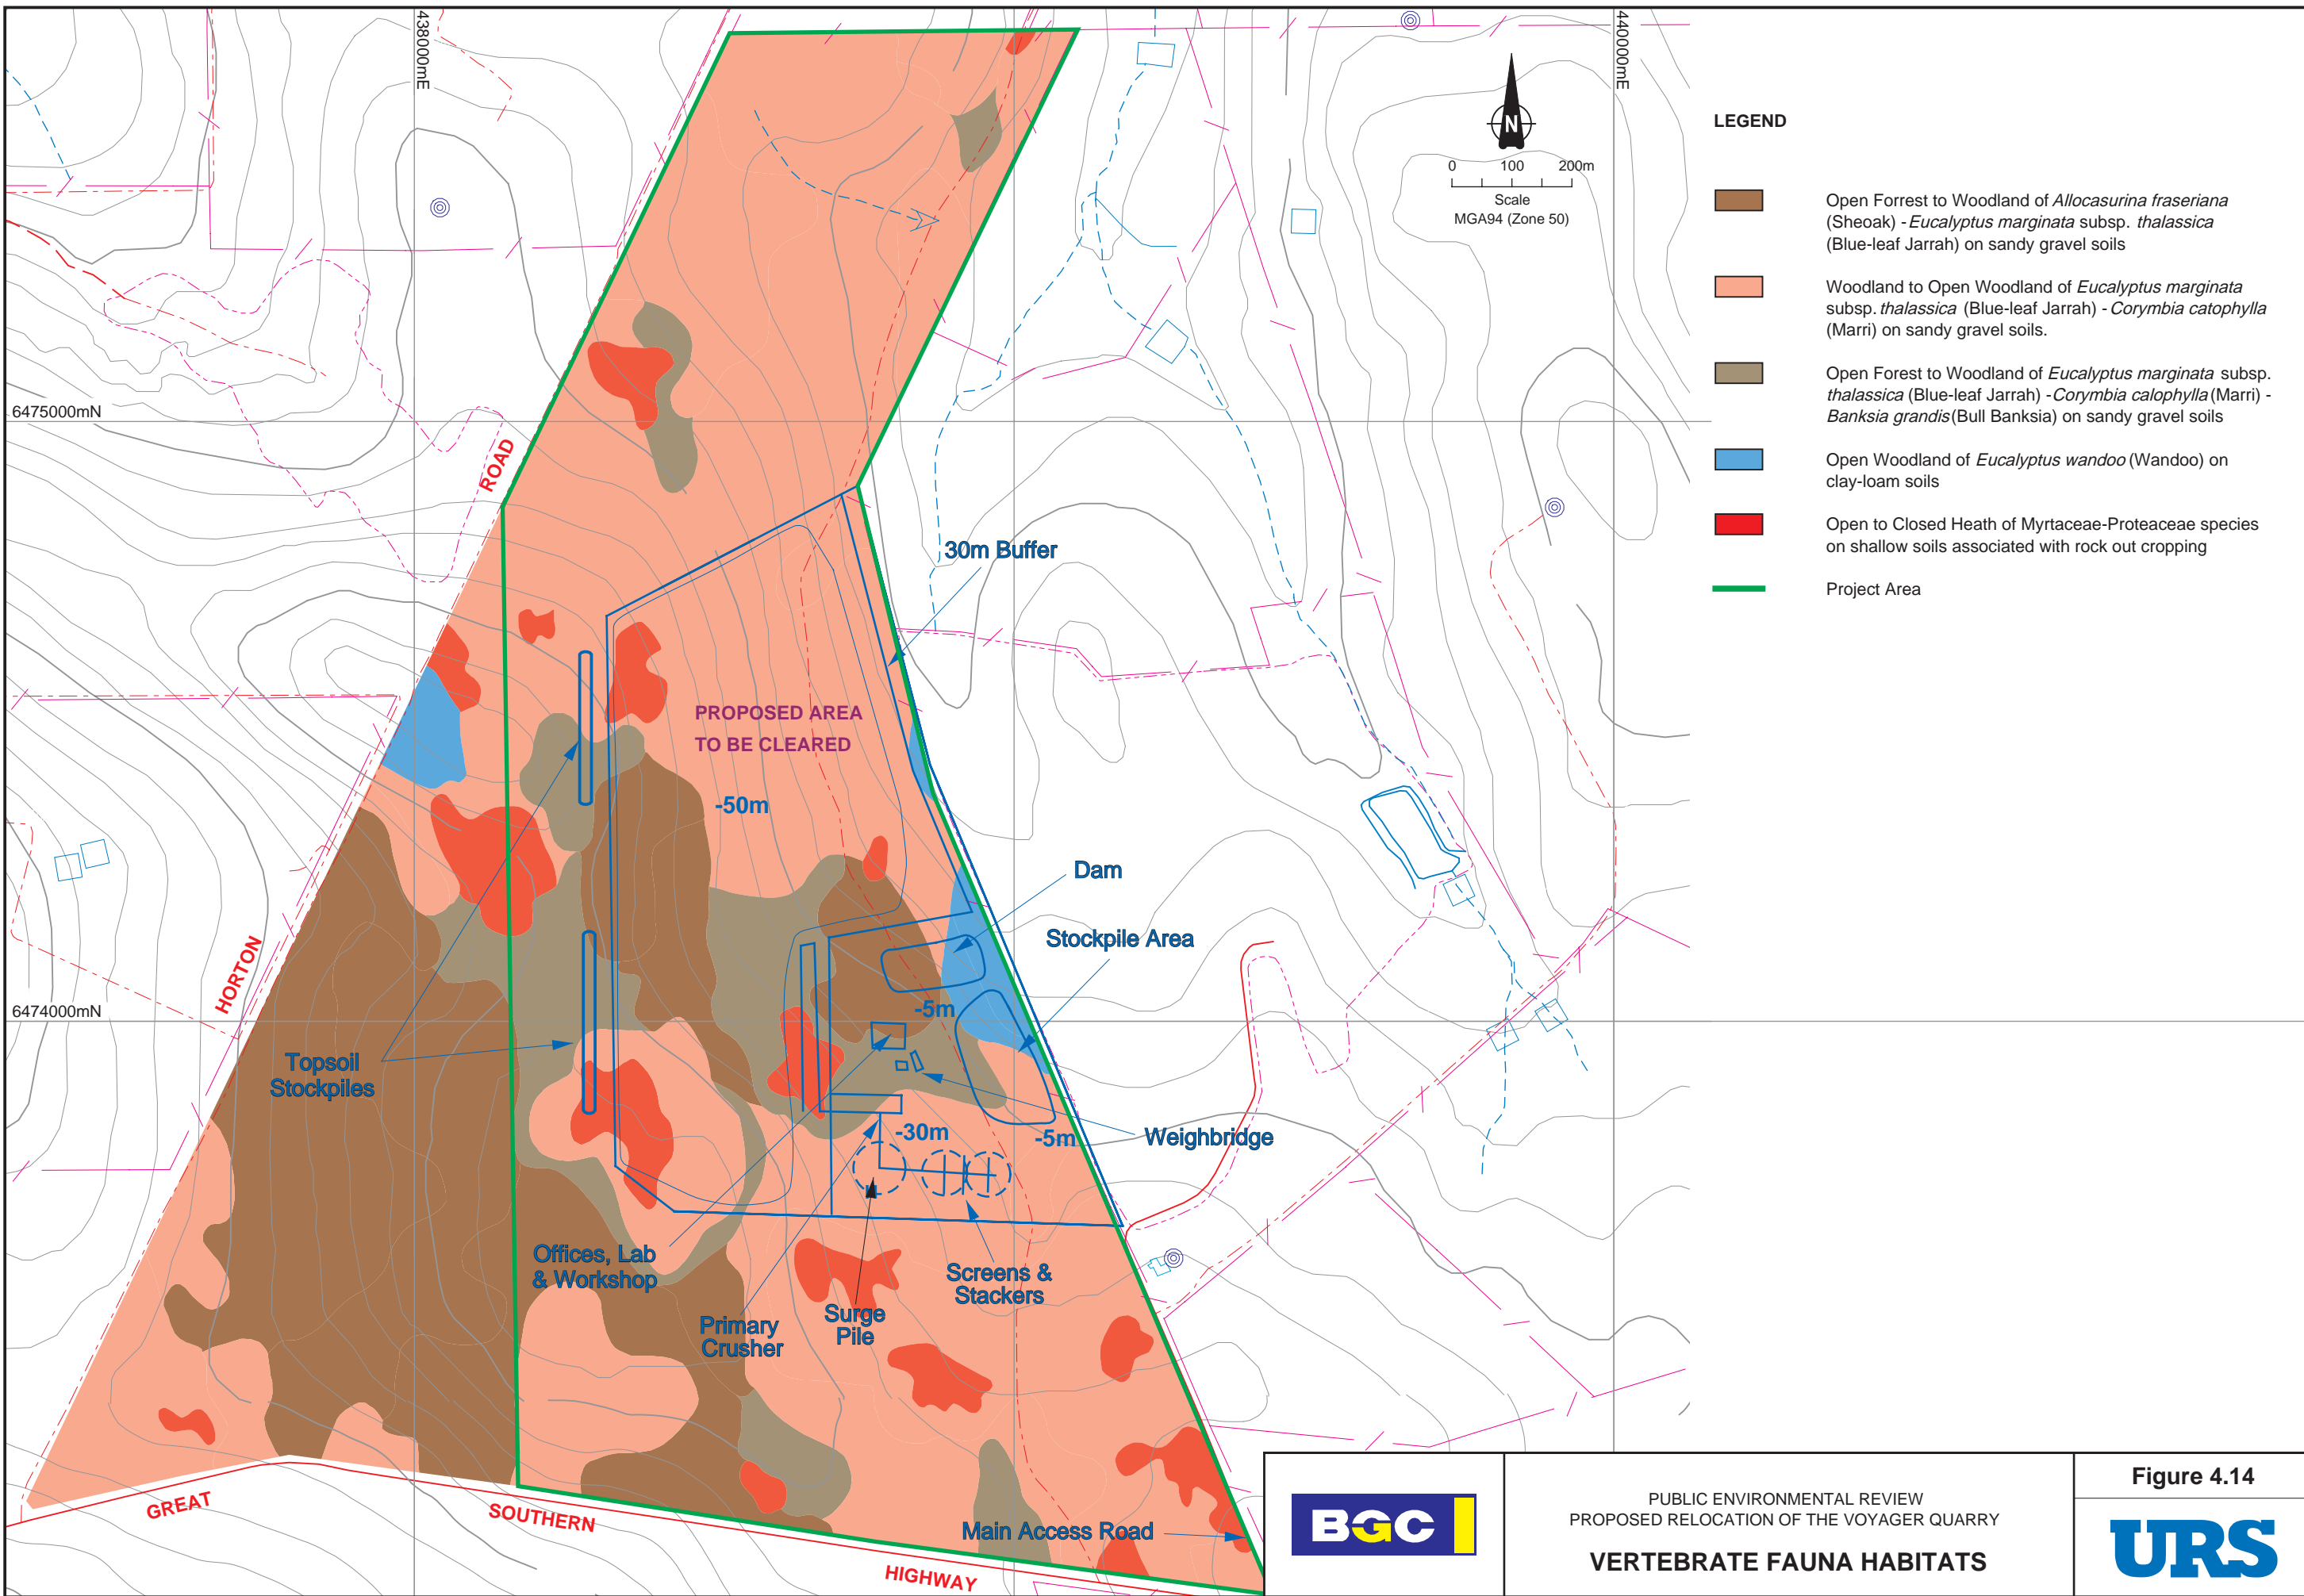 438000mE
440000mE
N
0 100 200m
Scale
MGA94 (Zone 50)
LEGEND
Open Forrest to Woodland of Allocasurina fraseriana
(Sheoak) - Eucalyptus marginata subsp. thalassica
(Blue-leaf Jarrah) on sandy gravel soils
Woodland to Open Woodland of Eucalyptus marginata
subsp. thalassica (Blue-leaf Jarrah) - Corymbia catophylla
(Marri) on sandy gravel soils.
Open Forest to Woodland of Eucalyptus marginata subsp.
thalassica (Blue-leaf Jarrah) - Corymbia calophylla (Marri) -
Banksia grandis (Bull Banksia) on sandy gravel soils
Open Woodland of Eucalyptus wandoo (Wandoo) on
clay-loam soils
Open to Closed Heath of Myrtaceae-Proteaceae species
on shallow soils associated with rock out cropping
Project Area
6475000mN
ROAD
30m Buffer
PROPOSED AREA
TO BE CLEARED
-50m
Dam
Stockpile Area
HORTON
6474000mN
-5m
Topsoil
Stockpiles
-30m
-5m
Weighbridge
Offices, Lab
& Workshop
Screens &
Stackers
Surge
Pile
Primary
Crusher
GREAT
SOUTHERN
HIGHWAY
Main Access Road
BGC
PUBLIC ENVIRONMENTAL REVIEW
PROPOSED RELOCATION OF THE VOYAGER QUARRY
VERTEBRATE FAUNA HABITATS
Figure 4.14
URS